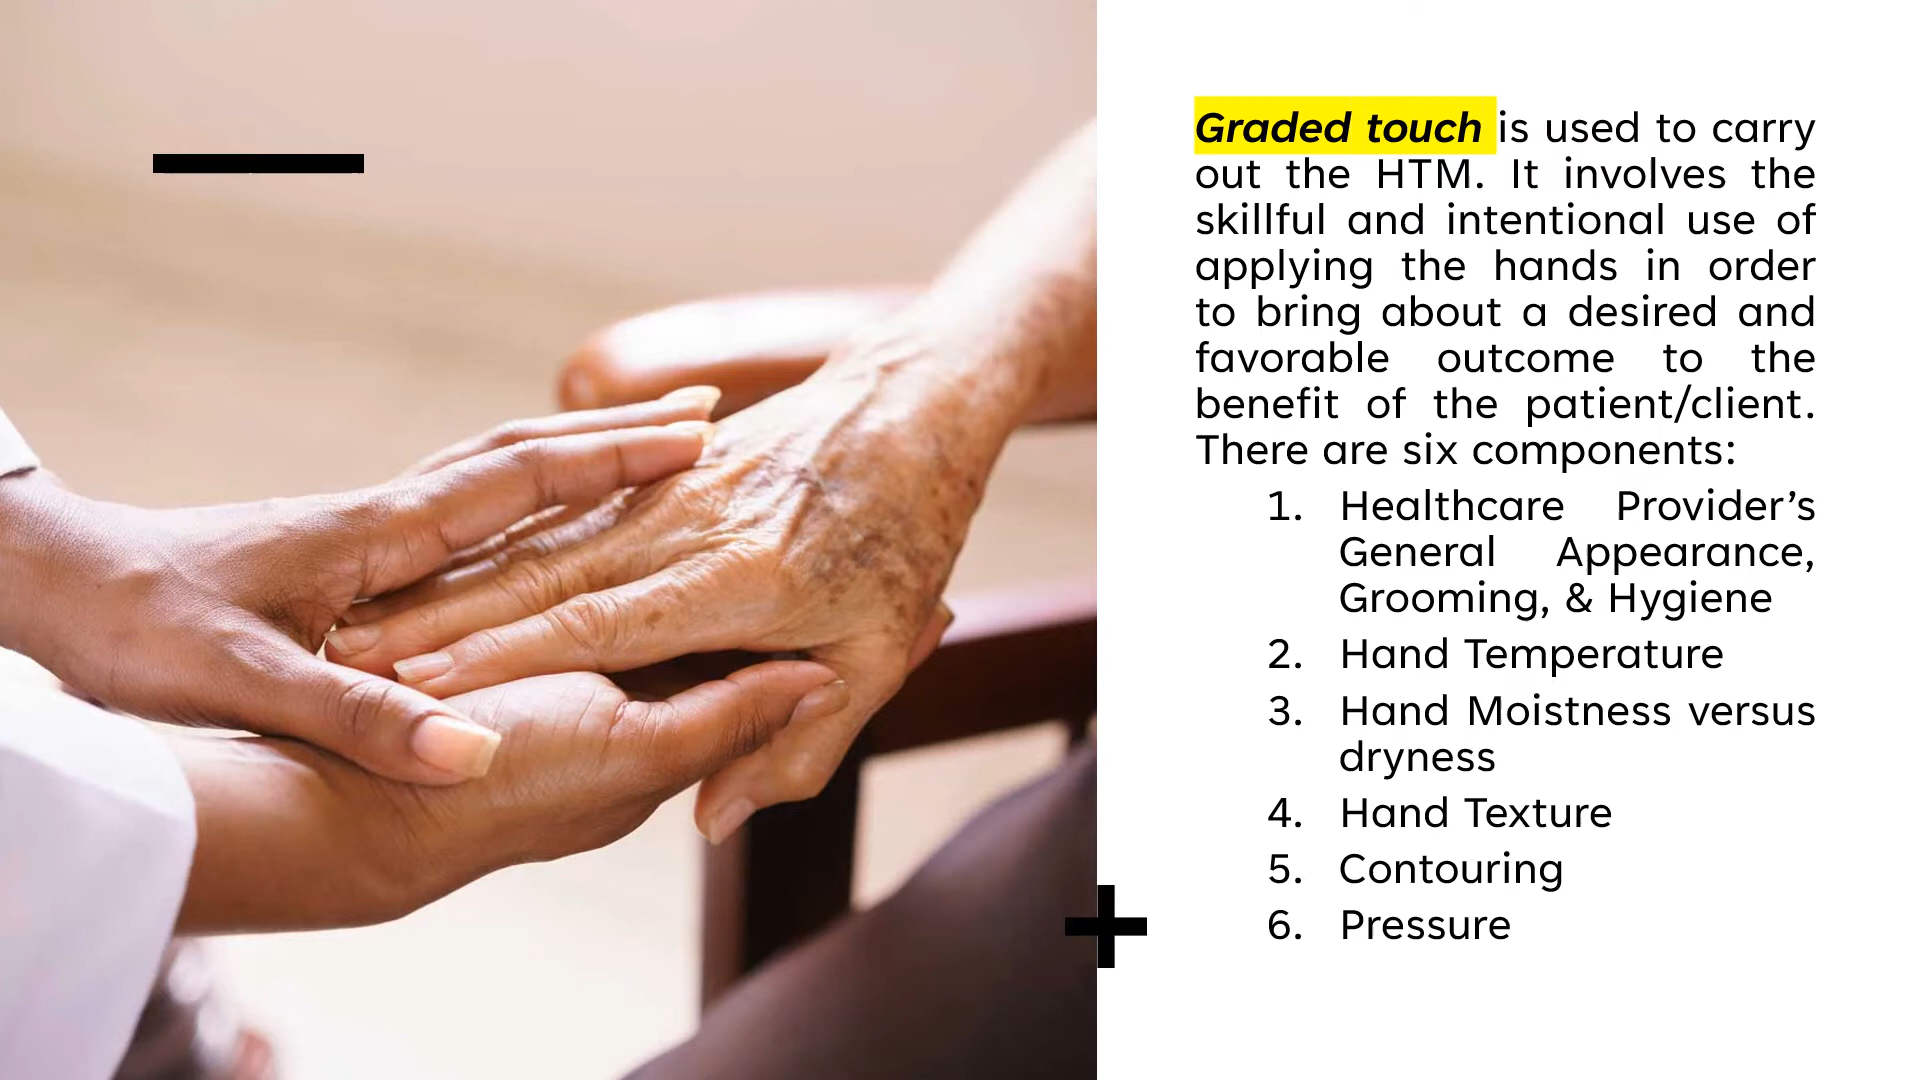 Graded touch is used to carry
out the HTM. It involves the
skillful and intentional use of
applying the hands in order
to bring about a desired and
favorable outcome to the
benefit of the patient/client.
There are six components:
1. Healthcare Provider’s
General Appearance,
Grooming, & Hygiene
2. Hand Temperature
3. Hand Moistness versus
dryness
4. Hand Texture
5. Contouring
6. Pressure